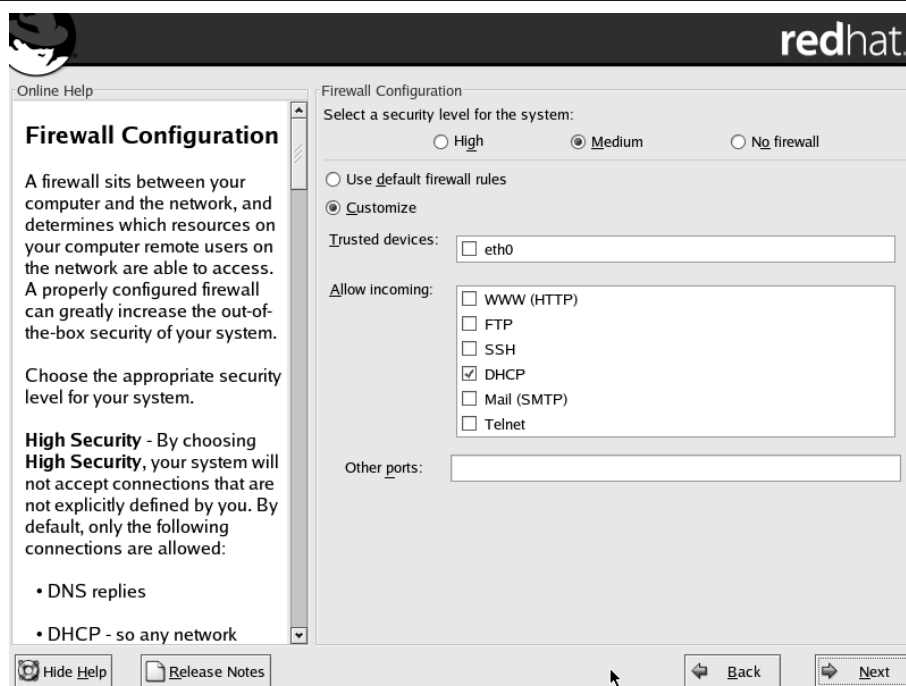 redhat.
Online Help
Firewall Configuration
A firewall sits between your
computer and the network, and
determines which resources on
your computer remote users on
the network are able to access.
A properly configured firewall
can greatly increase the out-of-
the-box security of your system.
Choose the appropriate security
level for your system.
High Security - By choosing
High Security, your system will
not accept connections that are
not explicitly defined by you. By
default, only the following
connections are allowed:
• DNS replies
• DHCP - so any network
Firewall Configuration
Select a security level for the system:
High Medium No firewall
Use default firewall rules
Customize
Trusted devices: eth0
Allow incoming: WWW (HTTP)
FTP
SSH
DHCP
Mail (SMTP)
Telnet
Other ports:
Hide Help Release Notes Back Next